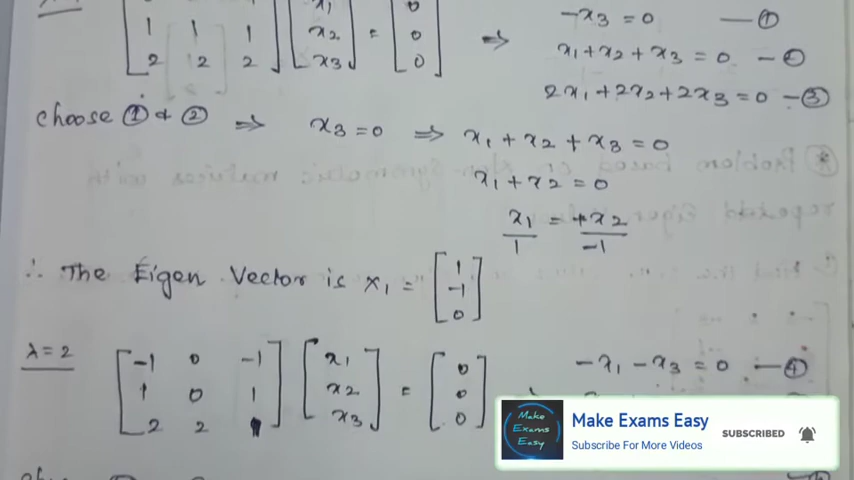 [1 1 1] [x2] = [0] ⇒ -x3 = 0 —①
[2 2 2] [x3] [0] x1 + x2 + x3 = 0 —②
2x1 + 2x2 + 2x3 = 0 —③
choose ① & ② ⇒ x3 = 0 ⇒ x1 + x2 + x3 = 0
x1 + x2 = 0
x1/1 = +x2/-1
∴ The Eigen Vector is x1 = [1 -1 0]
λ=2 [-1 0 -1] [x1] [0] -x1 - x3 = 0 —④
[1 0 1] [x2] = [0]
[2 2 1] [x3] [0]
Make Exams Easy
Make Exams Easy
SUBSCRIBED
Subscribe For More Videos